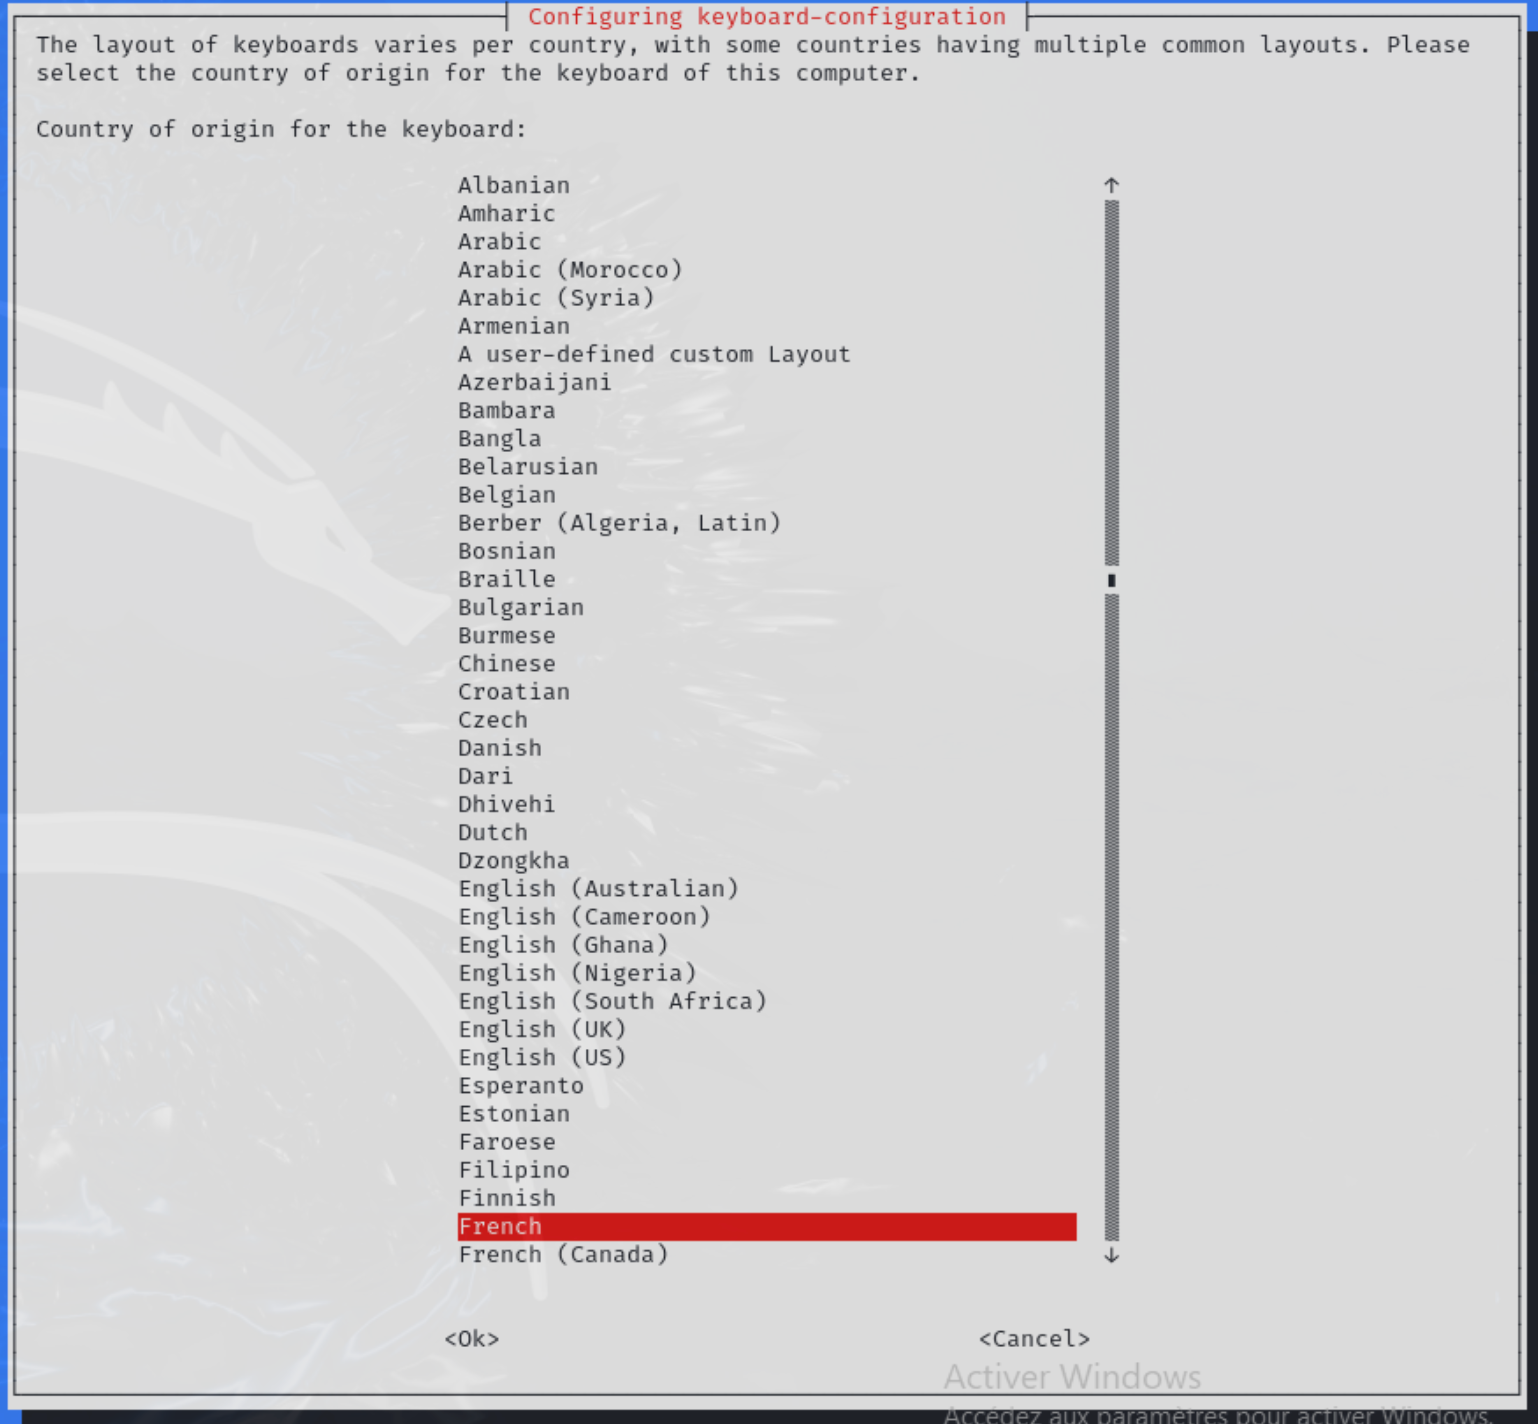 Configuring keyboard-configuration
The layout of keyboards varies per country, with some countries having multiple common layouts. Please
select the country of origin for the keyboard of this computer.
Country of origin for the keyboard:
Albanian
Amharic
Arabic
Arabic (Morocco)
Arabic (Syria)
Armenian
A user-defined custom Layout
Azerbaijani
Bambara
Bangla
Belarusian
Belgian
Berber (Algeria, Latin)
Bosnian
Braille
Bulgarian
Burmese
Chinese
Croatian
Czech
Danish
Dari
Dhivehi
Dutch
Dzongkha
English (Australian)
English (Cameroon)
English (Ghana)
English (Nigeria)
English (South Africa)
English (UK)
English (US)
Esperanto
Estonian
Faroese
Filipino
Finnish
French
French (Canada)
<Ok> <Cancel>
Activer Windows
Accédez aux paramètres pour activer Windows.